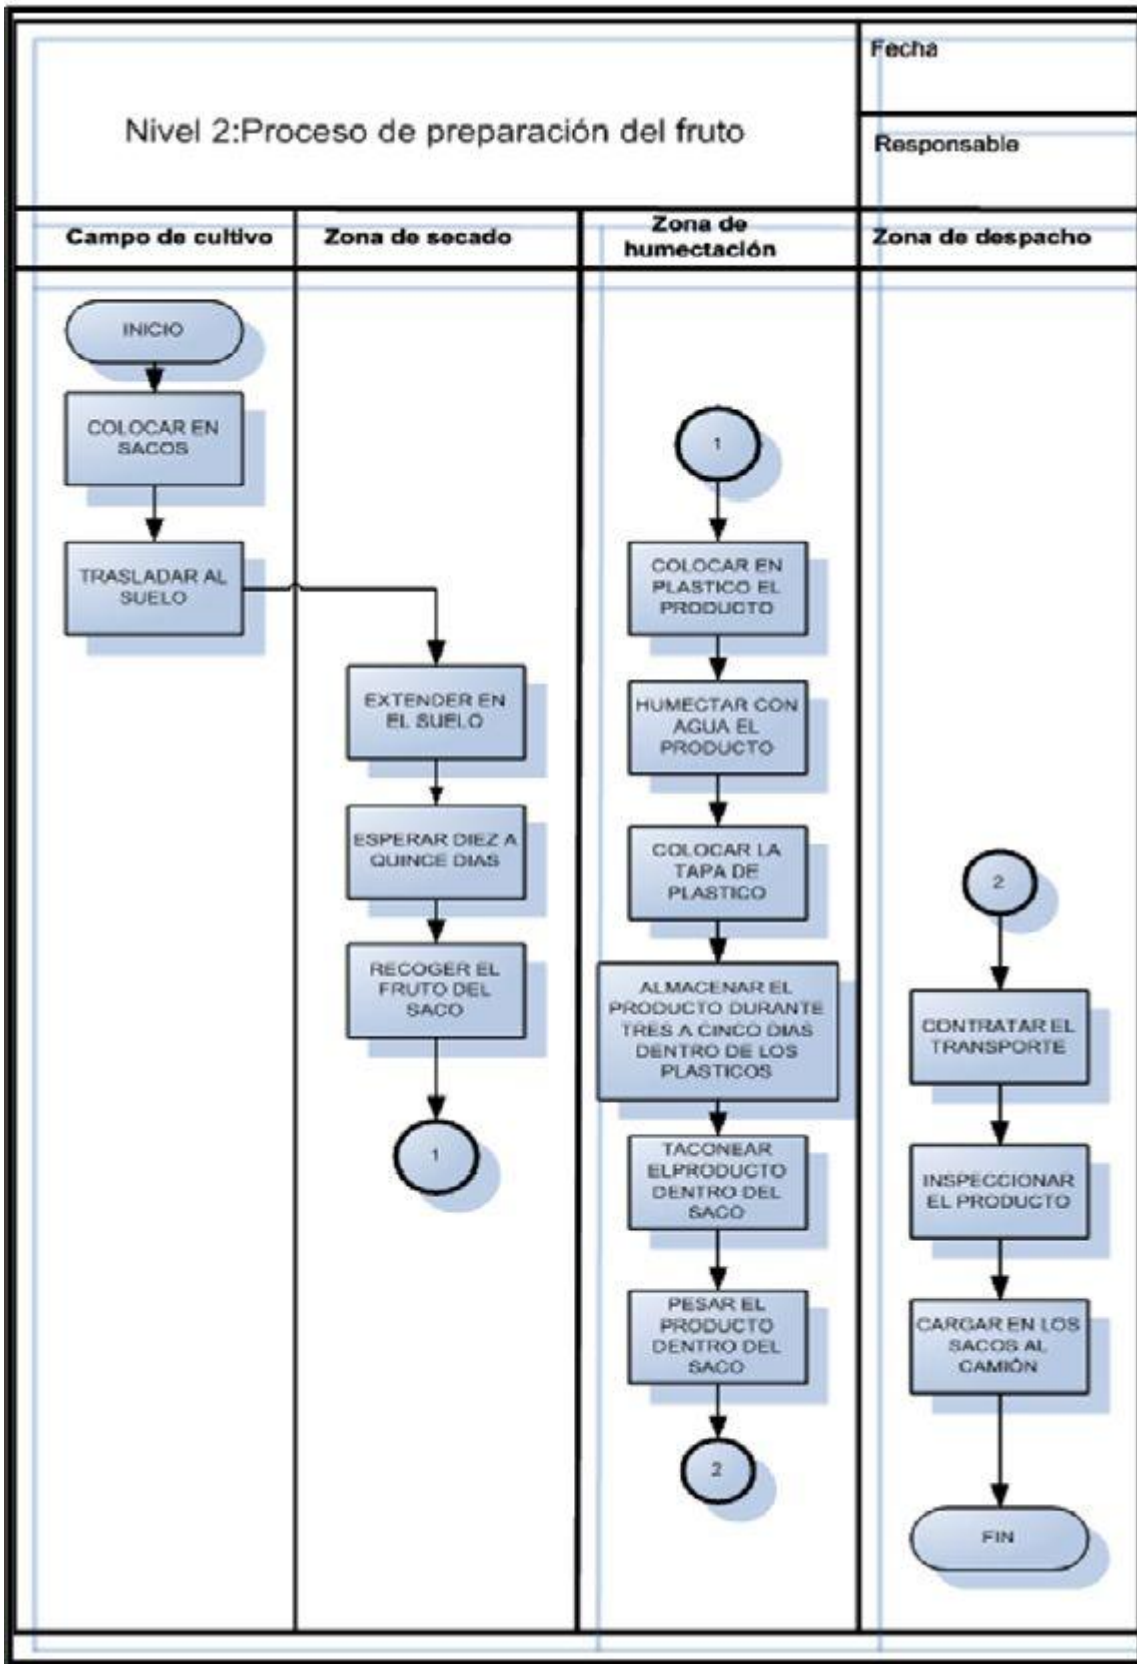 Nivel 2:Proceso de preparación del fruto
Fecha
Responsable
Campo de cultivo
Zona de secado
Zona de
humectación
Zona de despacho
INICIO
COLOCAR EN
SACOS
TRASLADAR AL
SUELO
EXTENDER EN
EL SUELO
ESPERAR DIEZ A
QUINCE DIAS
RECOGER EL
FRUTO DEL
SACO
1
1
COLOCAR EN
PLASTICO EL
PRODUCTO
HUMECTAR CON
AGUA EL
PRODUCTO
COLOCAR LA
TAPA DE
PLASTICO
ALMACENAR EL
PRODUCTO DURANTE
TRES A CINCO DIAS
DENTRO DE LOS
PLASTICOS
TACONEAR
ELPRODUCTO
DENTRO DEL
SACO
PESAR EL
PRODUCTO
DENTRO DEL
SACO
2
2
CONTRATAR EL
TRANSPORTE
INSPECCIONAR
EL PRODUCTO
CARGAR EN LOS
SACOS AL
CAMIÓN
FIN